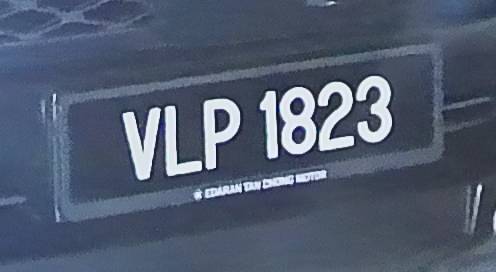 VLP 1823
EDARAN TAN CHONG MOTOR